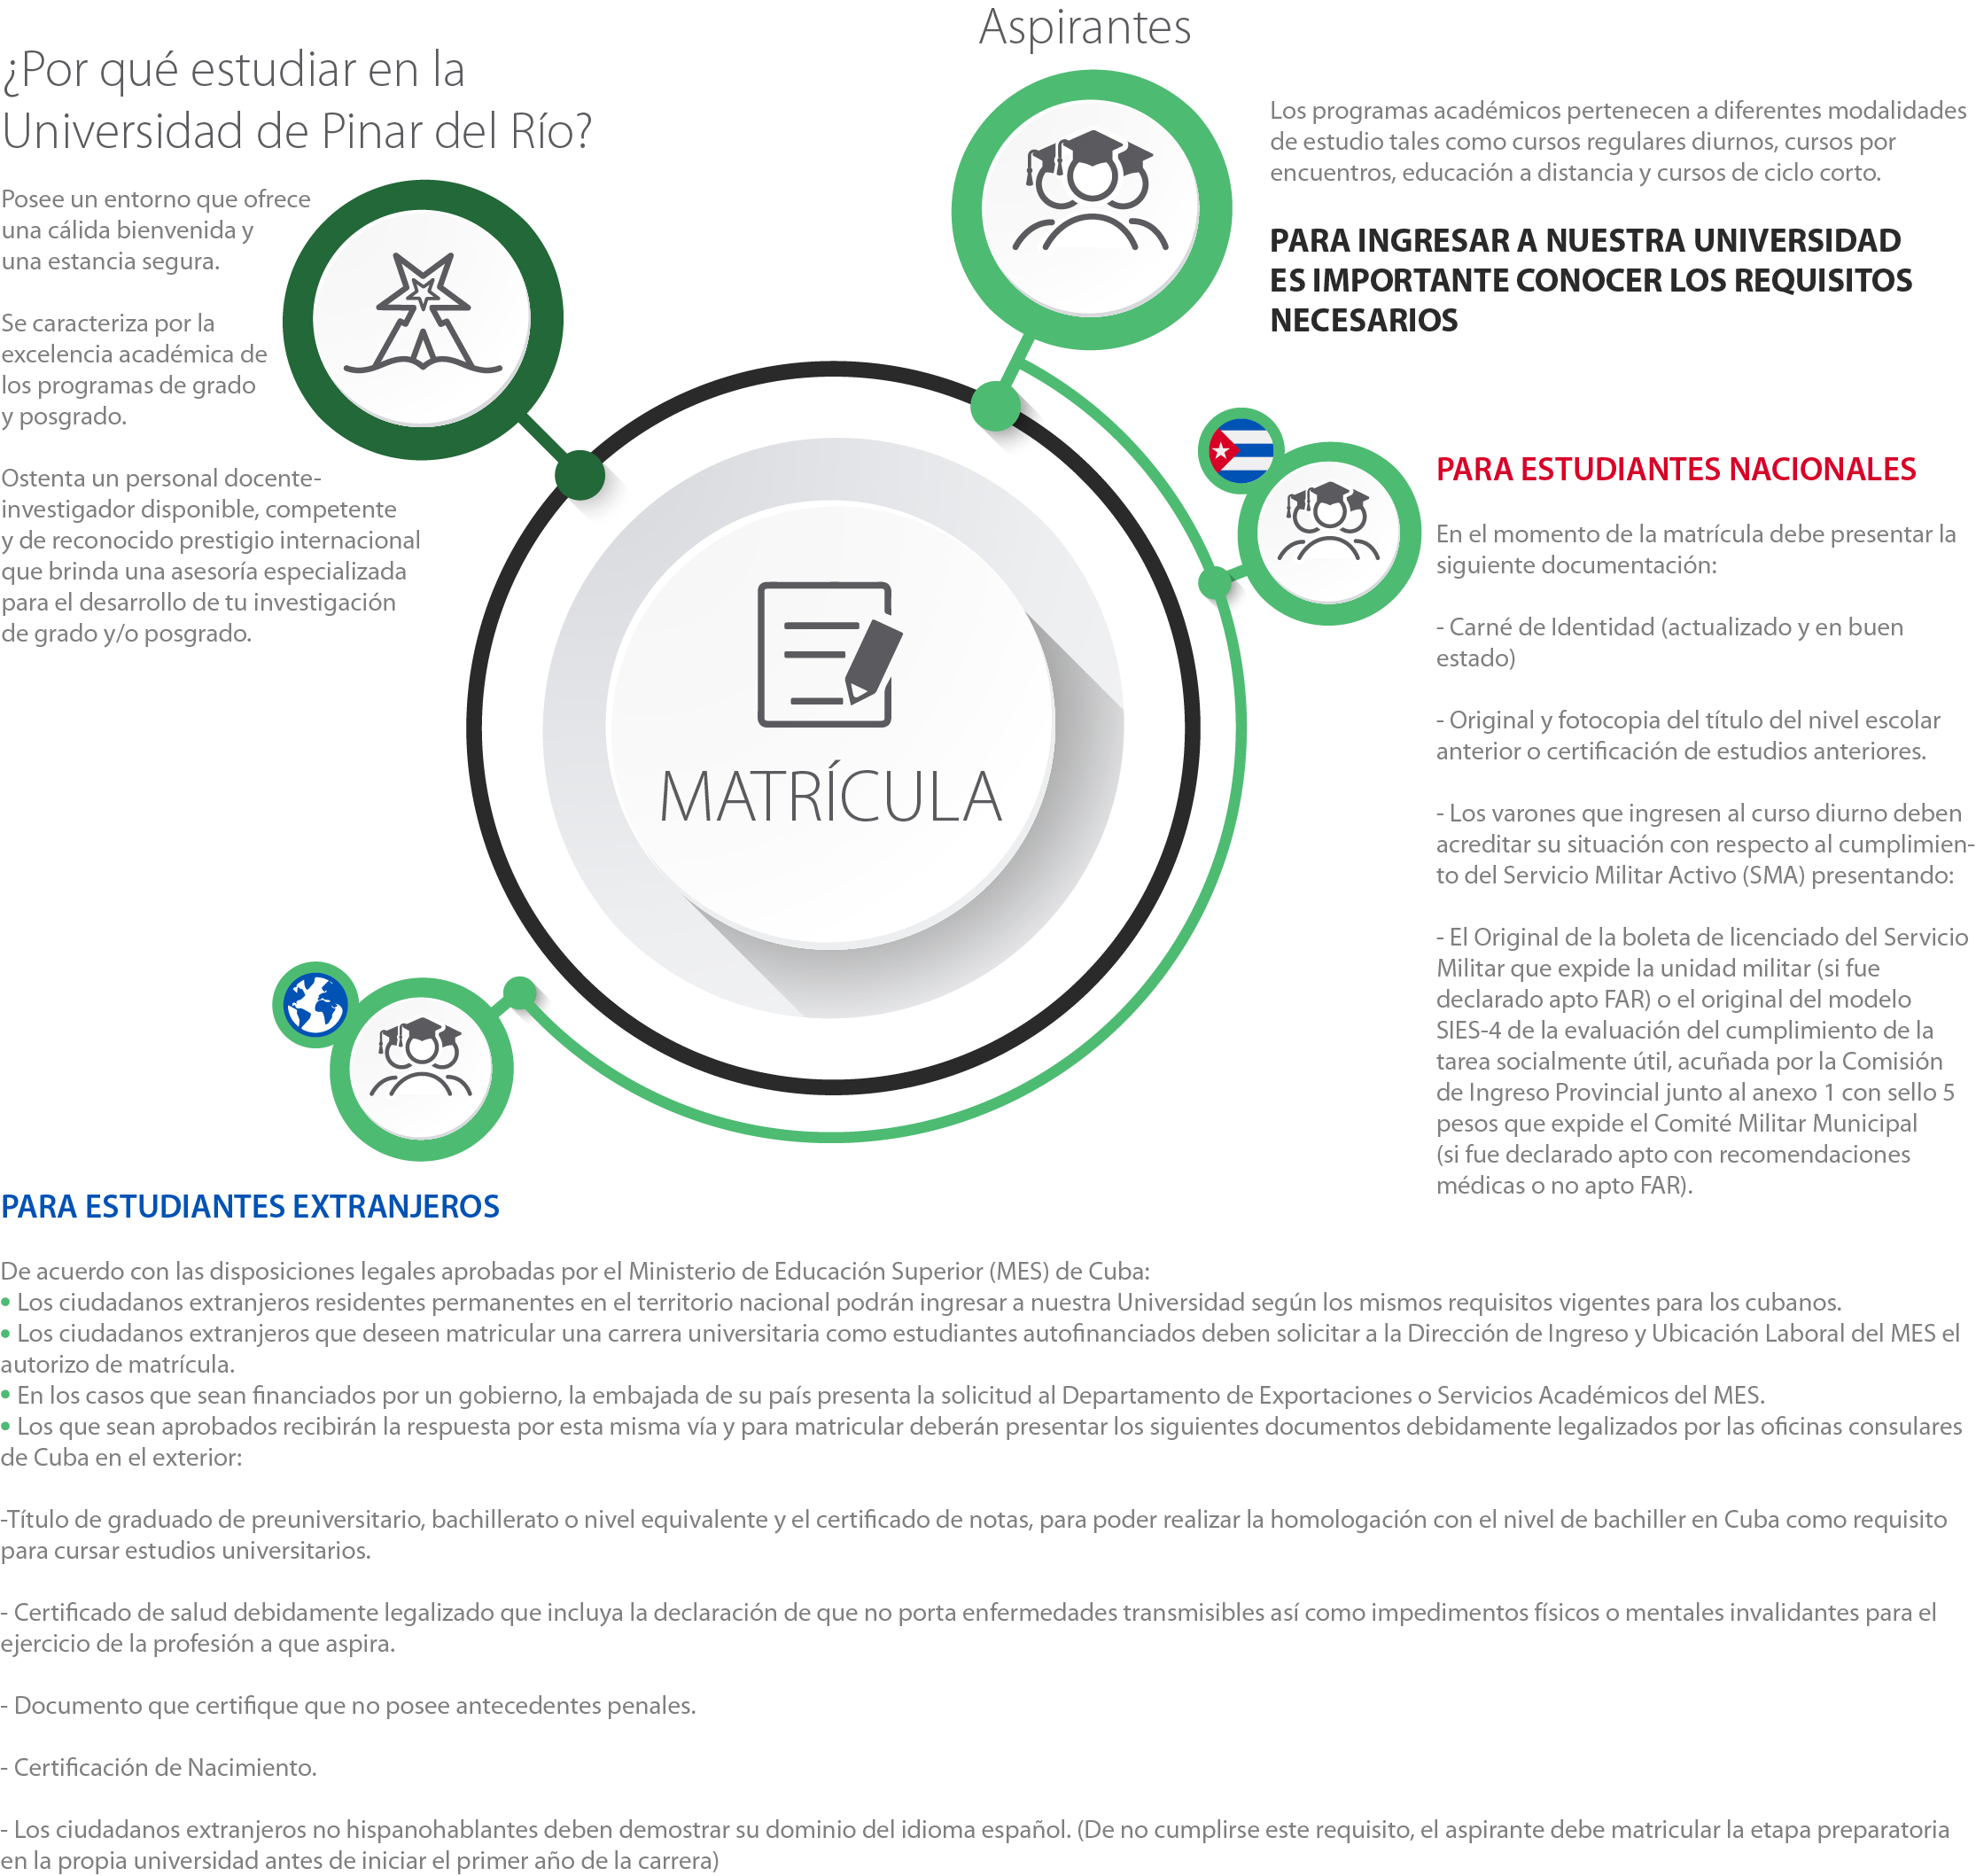 ¿Por qué estudiar en la
Universidad de Pinar del Río?
Posee un entorno que ofrece
una cálida bienvenida y
una estancia segura.
Se caracteriza por la
excelencia académica de
los programas de grado
y posgrado.
Ostenta un personal docente-
investigador disponible, competente
y de reconocido prestigio internacional
que brinda una asesoría especializada
para el desarrollo de tu investigación
de grado y/o posgrado.
Aspirantes
Los programas académicos pertenecen a diferentes modalidades
de estudio tales como cursos regulares diurnos, cursos por
encuentros, educación a distancia y cursos de ciclo corto.
PARA INGRESAR A NUESTRA UNIVERSIDAD
ES IMPORTANTE CONOCER LOS REQUISITOS
NECESARIOS
MATRÍCULA
PARA ESTUDIANTES NACIONALES
En el momento de la matrícula debe presentar la
siguiente documentación:
- Carné de Identidad (actualizado y en buen
estado)
- Original y fotocopia del título del nivel escolar
anterior o certificación de estudios anteriores.
- Los varones que ingresen al curso diurno deben
acreditar su situación con respecto al cumplimien-
to del Servicio Militar Activo (SMA) presentando:
- El Original de la boleta de licenciado del Servicio
Militar que expide la unidad militar (si fue
declarado apto FAR) o el original del modelo
SIES-4 de la evaluación del cumplimiento de la
tarea socialmente útil, acuñada por la Comisión
de Ingreso Provincial junto al anexo 1 con sello 5
pesos que expide el Comité Militar Municipal
(si fue declarado apto con recomendaciones
médicas o no apto FAR).
PARA ESTUDIANTES EXTRANJEROS
De acuerdo con las disposiciones legales aprobadas por el Ministerio de Educación Superior (MES) de Cuba:
• Los ciudadanos extranjeros residentes permanentes en el territorio nacional podrán ingresar a nuestra Universidad según los mismos requisitos vigentes para los cubanos.
• Los ciudadanos extranjeros que deseen matricular una carrera universitaria como estudiantes autofinanciados deben solicitar a la Dirección de Ingreso y Ubicación Laboral del MES el
autorizo de matrícula.
• En los casos que sean financiados por un gobierno, la embajada de su país presenta la solicitud al Departamento de Exportaciones o Servicios Académicos del MES.
• Los que sean aprobados recibirán la respuesta por esta misma vía y para matricular deberán presentar los siguientes documentos debidamente legalizados por las oficinas consulares
de Cuba en el exterior:
-Título de graduado de preuniversitario, bachillerato o nivel equivalente y el certificado de notas, para poder realizar la homologación con el nivel de bachiller en Cuba como requisito
para cursar estudios universitarios.
- Certificado de salud debidamente legalizado que incluya la declaración de que no porta enfermedades transmisibles así como impedimentos físicos o mentales invalidantes para el
ejercicio de la profesión a que aspira.
- Documento que certifique que no posee antecedentes penales.
- Certificación de Nacimiento.
- Los ciudadanos extranjeros no hispanohablantes deben demostrar su dominio del idioma español. (De no cumplirse este requisito, el aspirante debe matricular la etapa preparatoria
en la propia universidad antes de iniciar el primer año de la carrera)